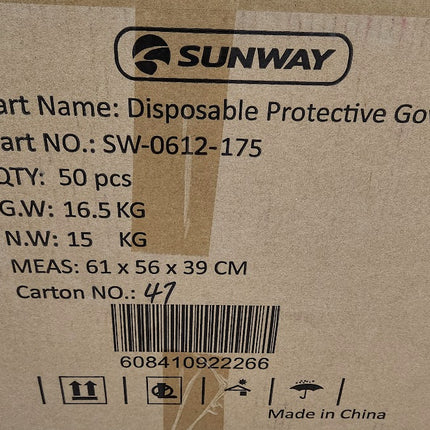 SUNWAY
art Name: Disposable Protective Go
art NO.: SW-0612-175
QTY: 50 pcs
G.W: 16.5 KG
N.W: 15 KG
MEAS: 61 x 56 x 39 CM
Carton NO.: 47
608410922266
Made in China